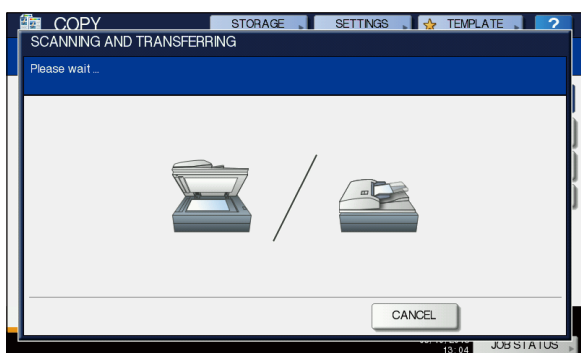 COPY
STORAGE
SETTINGS
TEMPLATE
?
SCANNING AND TRANSFERRING
Please wait ...
CANCEL
13:04
JOB STATUS